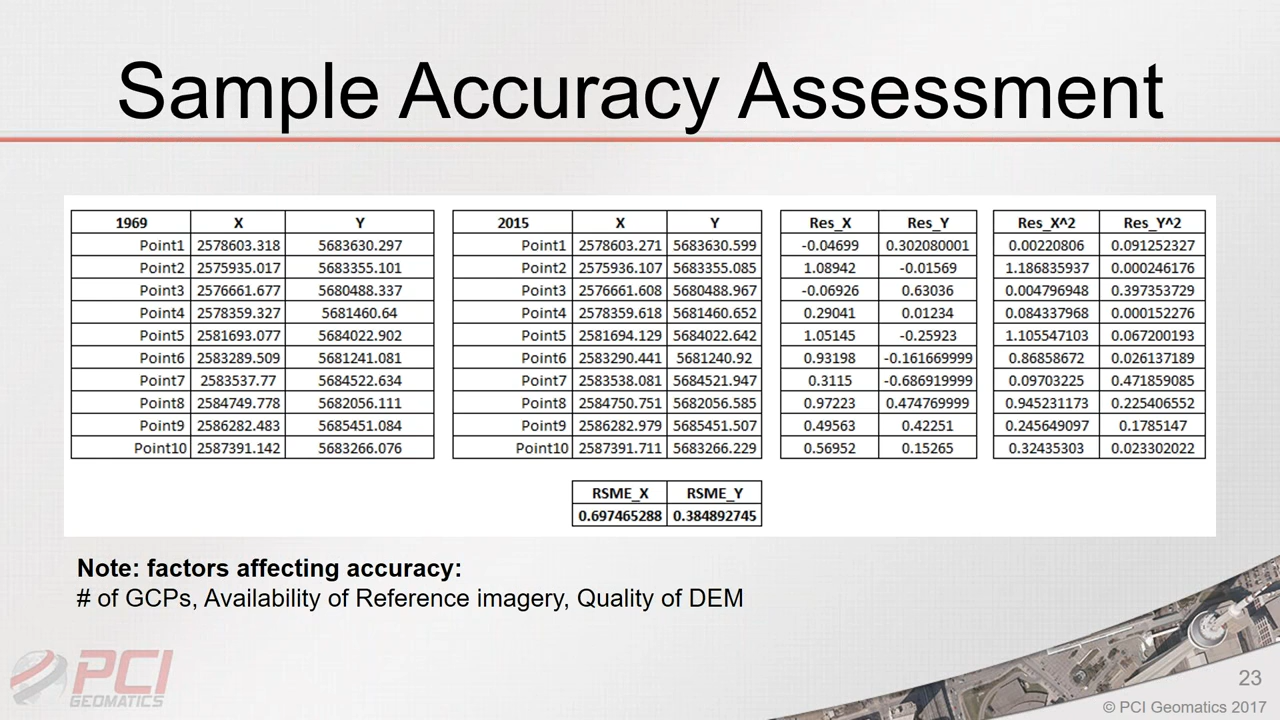 Sample Accuracy Assessment
1969 X Y 2015 X Y Res_X Res_Y Res_X^2 Res_Y^2
Point1 2578603.318 5683630.297 Point1 2578603.271 5683630.599 -0.04699 0.302080001 0.00220806 0.091252327
Point2 2575935.017 5683355.101 Point2 2575936.107 5683355.085 1.08942 -0.01569 1.186835937 0.000246176
Point3 2576661.677 5680488.337 Point3 2576661.608 5680488.967 -0.06926 0.63036 0.004796948 0.397353729
Point4 2578359.327 5681460.64 Point4 2578359.618 5681460.652 0.29041 0.01234 0.084337968 0.000152276
Point5 2581693.077 5684022.902 Point5 2581694.129 5684022.642 1.05145 -0.25923 1.105547103 0.067200193
Point6 2583289.509 5681241.081 Point6 2583290.441 5681240.92 0.93198 -0.161669999 0.86858672 0.026137189
Point7 2583537.77 5684522.634 Point7 2583538.081 5684521.947 0.3115 -0.686919999 0.09703225 0.471859085
Point8 2584749.778 5682056.111 Point8 2584750.751 5682056.585 0.97223 0.474769999 0.945231173 0.225406552
Point9 2586282.483 5685451.084 Point9 2586282.979 5685451.507 0.49563 0.42251 0.245649097 0.1785147
Point10 2587391.142 5683266.076 Point10 2587391.711 5683266.229 0.56952 0.15265 0.32435303 0.023302022
RSME_X RSME_Y
0.697465288 0.384892745
Note: factors affecting accuracy:
# of GCPs, Availability of Reference imagery, Quality of DEM
PCI
GEOMATICS
23
© PCI Geomatics 2017